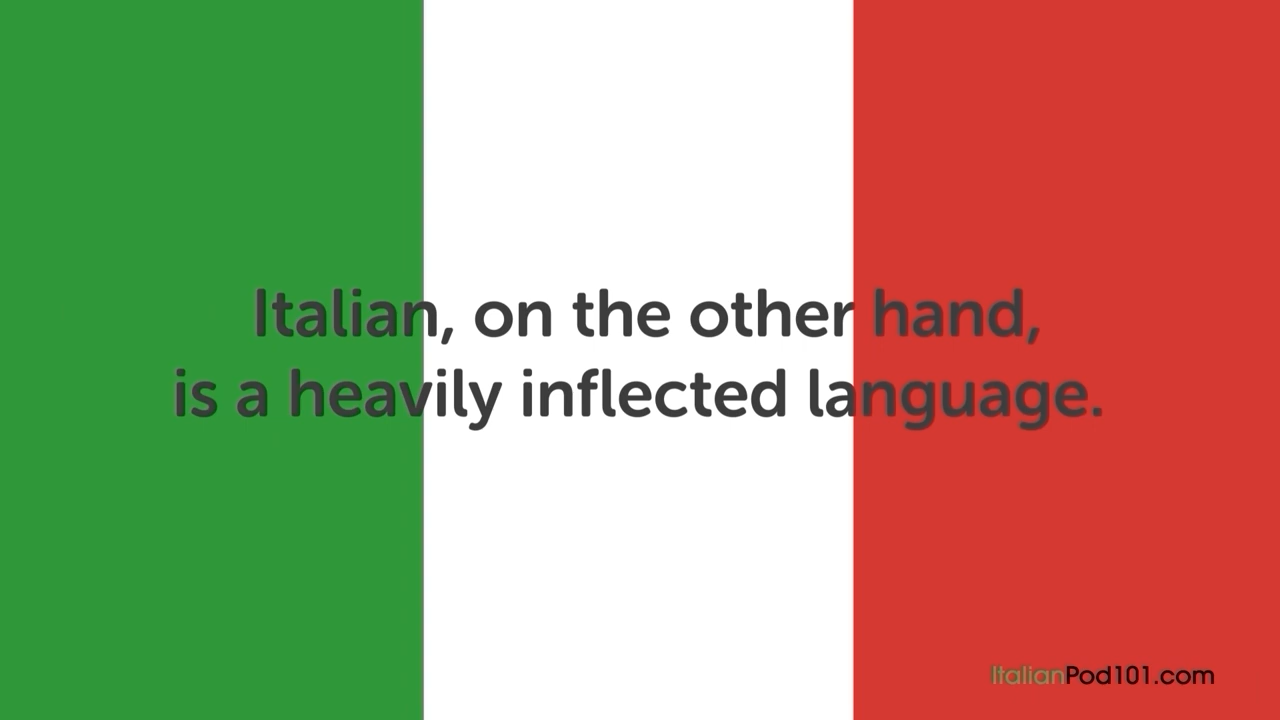 Italian, on the other hand,
is a heavily inflected language.
ItalianPod101.com